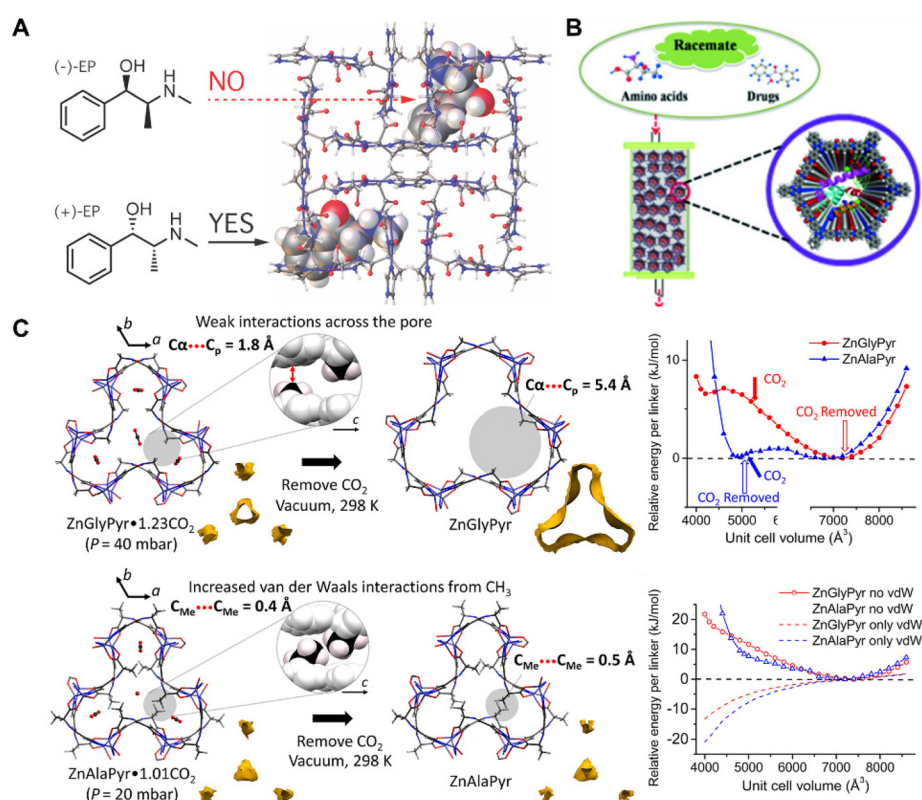 A
(-)-EP
OH
H
N
NO
(+)-EP
OH
H
N
YES
B
Racemate
Amino acids
Drugs
C
b
a
Weak interactions across the pore
Cα•••Cp = 1.8 Å
c
ZnGlyPyr•1.23CO2
(P = 40 mbar)
Remove CO2
Vacuum, 298 K
Cα•••Cp = 5.4 Å
ZnGlyPyr
Relative energy per linker (kJ/mol)
10
0
ZnGlyPyr
ZnAlaPyr
CO2
CO2 Removed
CO2
CO2 Removed
4000 5000 6 7000 8000
Unit cell volume (Å3)
b
a
Increased van der Waals interactions from CH3
CMe•••CMe = 0.4 Å
c
ZnAlaPyr•1.01CO2
(P = 20 mbar)
Remove CO2
Vacuum, 298 K
CMe•••CMe = 0.5 Å
ZnAlaPyr
Relative energy per linker (kJ/mol)
20
10
0
-10
-20
ZnGlyPyr no vdW
ZnAlaPyr no vdW
ZnGlyPyr only vdW
ZnAlaPyr only vdW
4000 5000 6000 7000 8000
Unit cell volume (Å3)